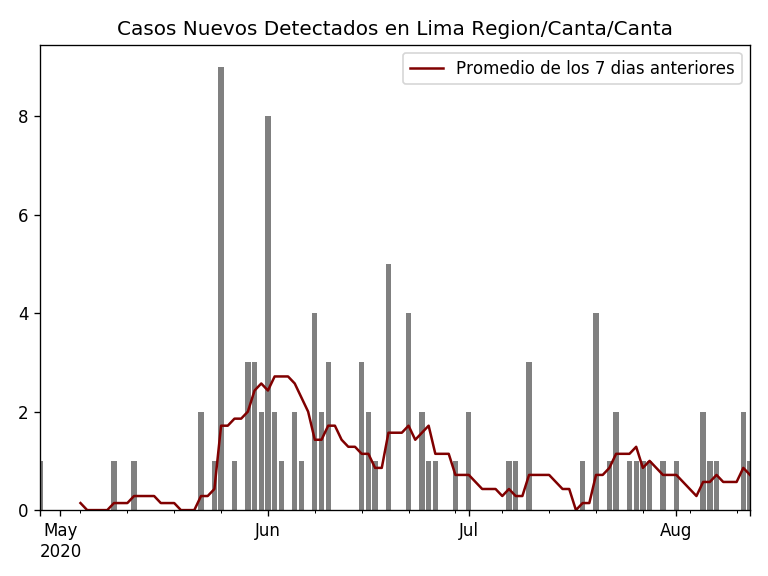 Casos Nuevos Detectados en Lima Region/Canta/Canta
Promedio de los 7 dias anteriores
8
6
4
2
0
May Jun Jul Aug
2020